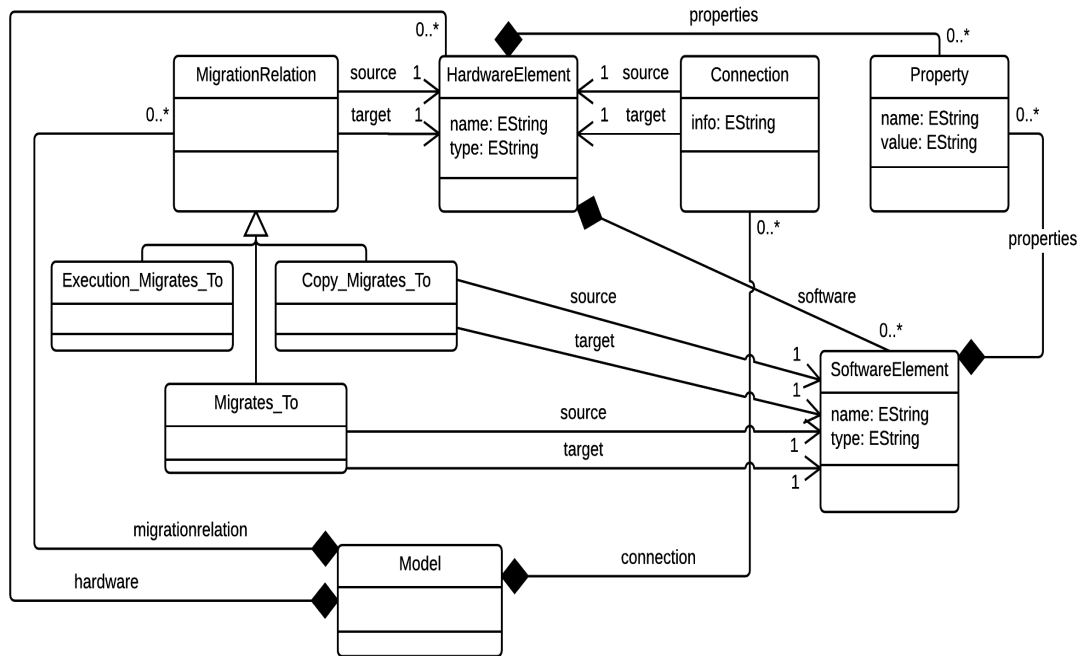 properties
0..*
0..*
MigrationRelation
source
1
HardwareElement
1
source
Connection
Property
0..*
target
1
name: EString
type: EString
1
target
info: EString
name: EString
value: EString
0..*
0..*
properties
Execution_Migrates_To
Copy_Migrates_To
source
software
target
0..*
1
SoftwareElement
1
Migrates_To
source
name: EString
type: EString
target
1
1
migrationrelation
Model
connection
hardware